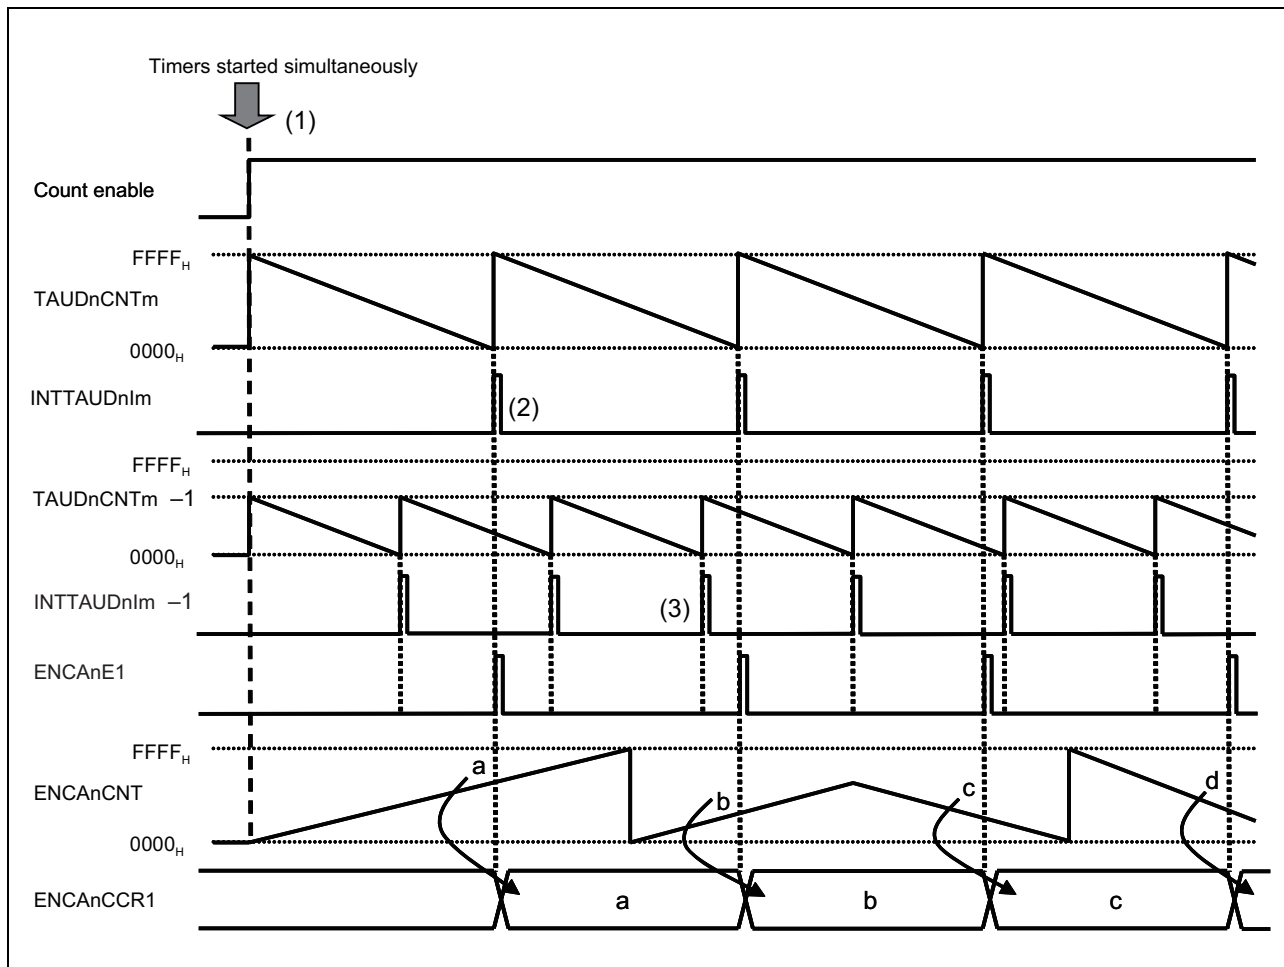 Timers started simultaneously
(1)
Count enable
FFFFH
TAUDnCNTm
0000H
INTTAUDnIm
(2)
FFFFH
TAUDnCNTm –1
0000H
INTTAUDnIm –1
(3)
ENCAnE1
FFFFH
a
ENCAnCNT
b
c
d
0000H
ENCAnCCR1
a
b
c